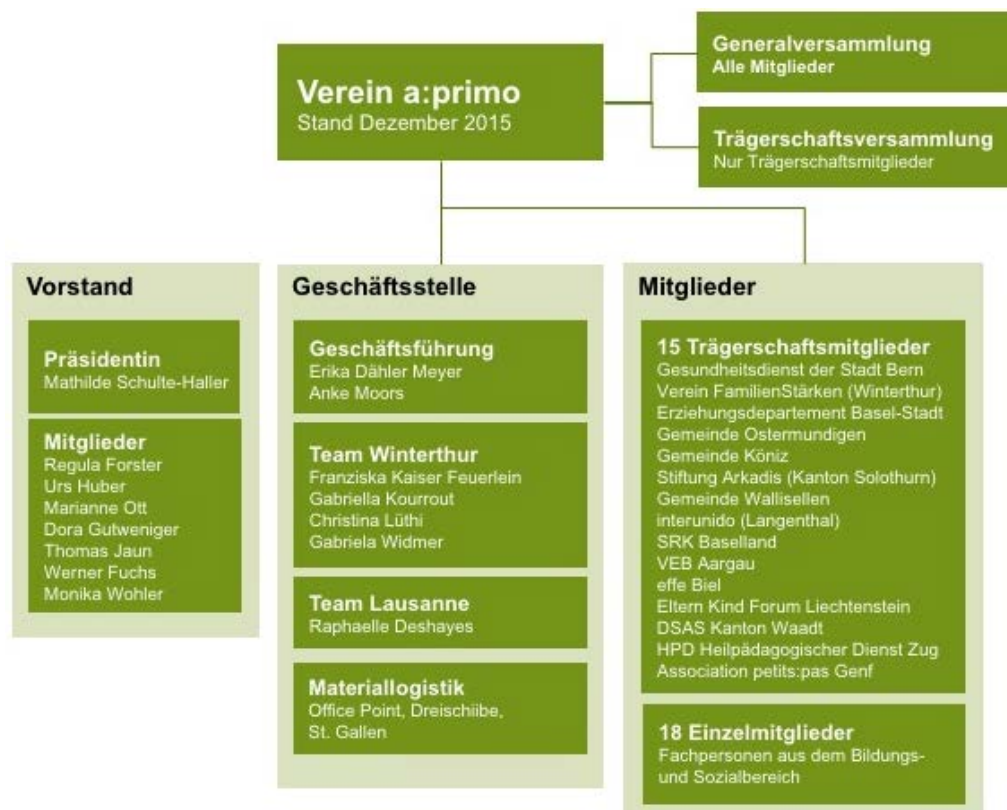 Verein a:primo
Stand Dezember 2015
Generalversammlung
Alle Mitglieder
Trägerschaftsversammlung
Nur Trägerschaftsmitglieder
Vorstand
Präsidentin
Mathilde Schulte-Haller
Mitglieder
Regula Forster
Urs Huber
Marianne Ott
Dora Gutweniger
Thomas Jaun
Werner Fuchs
Monika Wohler
Geschäftsstelle
Geschäftsführung
Erika Dähler Meyer
Anke Moors
Team Winterthur
Franziska Kaiser Feuerlein
Gabriella Kourrout
Christina Lüthi
Gabriela Widmer
Team Lausanne
Raphaelle Deshayes
Materiallogistik
Office Point, Dreischiibe,
St. Gallen
Mitglieder
15 Trägerschaftsmitglieder
Gesundheitsdienst der Stadt Bern
Verein FamilienStärken (Winterthur)
Erziehungsdepartement Basel-Stadt
Gemeinde Ostermundigen
Gemeinde Köniz
Stiftung Arkadis (Kanton Solothurn)
Gemeinde Wallisellen
interunido (Langenthal)
SRK Baselland
VEB Aargau
effe Biel
Eltern Kind Forum Liechtenstein
DSAS Kanton Waadt
HPD Heilpädagogischer Dienst Zug
Association petits:pas Genf
18 Einzelmitglieder
Fachpersonen aus dem Bildungs-
und Sozialbereich